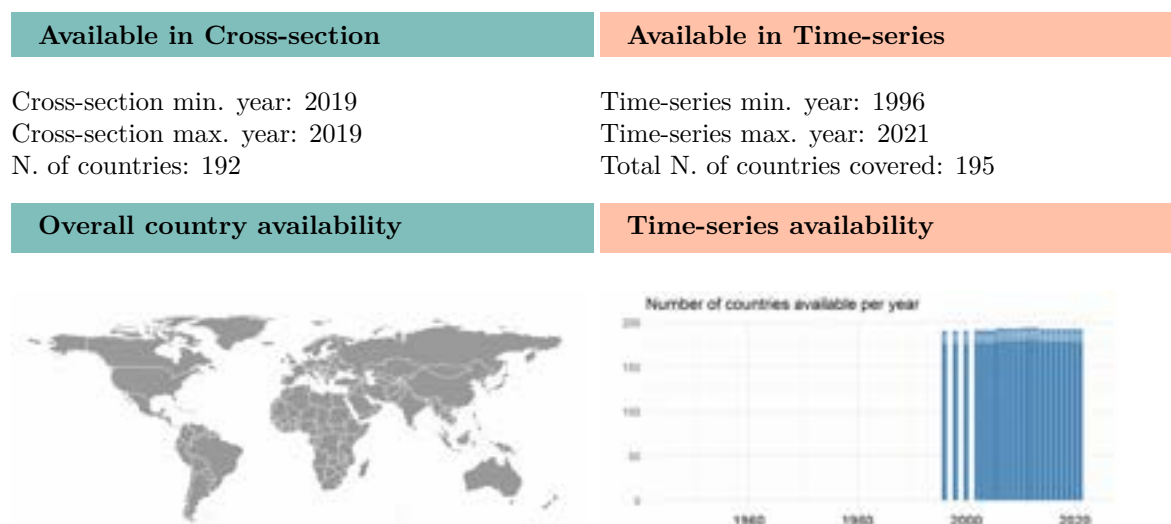 Available in Cross-section
Available in Time-series
Cross-section min. year: 2019
Cross-section max. year: 2019
N. of countries: 192
Time-series min. year: 1996
Time-series max. year: 2021
Total N. of countries covered: 195
Overall country availability
Time-series availability
Number of countries available per year
200
150
100
50
0
1960
1980
2000
2020